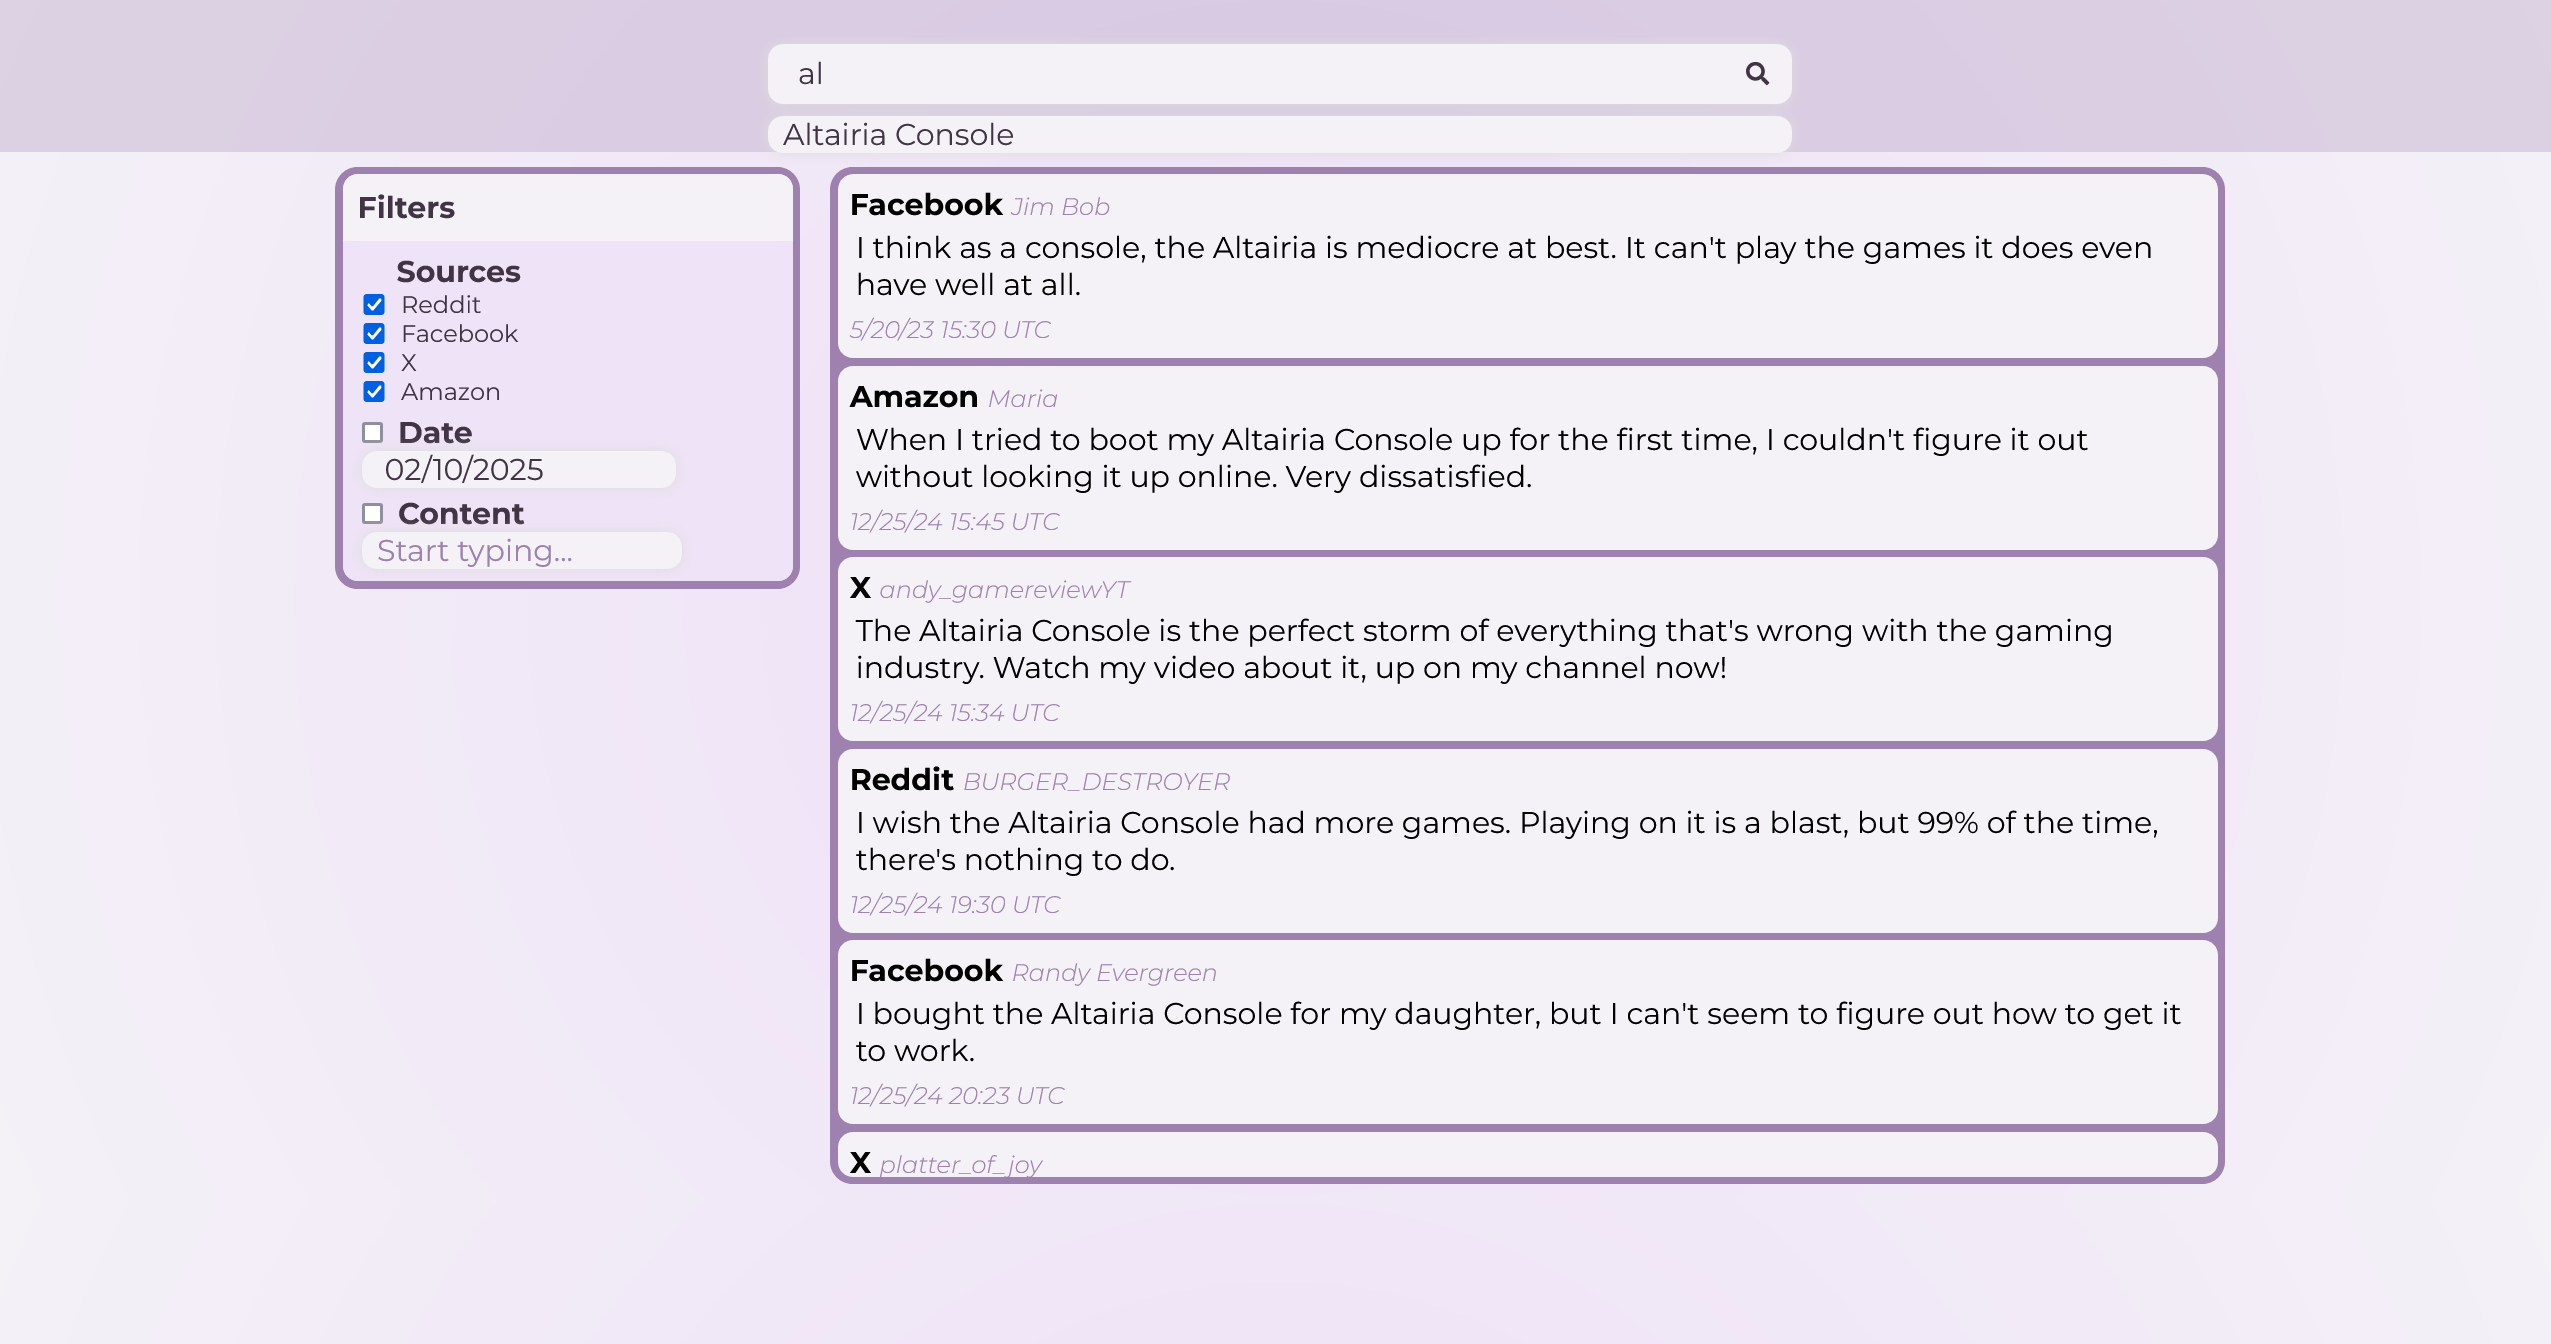 al
Altairia Console
Filters
Sources
Reddit
Facebook
X
Amazon
Date
02/10/2025
Content
Start typing...
Facebook Jim Bob
I think as a console, the Altairia is mediocre at best. It can't play the games it does even
have well at all.
5/20/23 15:30 UTC
Amazon Maria
When I tried to boot my Altairia Console up for the first time, I couldn't figure it out
without looking it up online. Very dissatisfied.
12/25/24 15:45 UTC
X andy_gamereviewYT
The Altairia Console is the perfect storm of everything that's wrong with the gaming
industry. Watch my video about it, up on my channel now!
12/25/24 15:34 UTC
Reddit BURGER_DESTROYER
I wish the Altairia Console had more games. Playing on it is a blast, but 99% of the time,
there's nothing to do.
12/25/24 19:30 UTC
Facebook Randy Evergreen
I bought the Altairia Console for my daughter, but I can't seem to figure out how to get it
to work.
12/25/24 20:23 UTC
X platter_of_joy